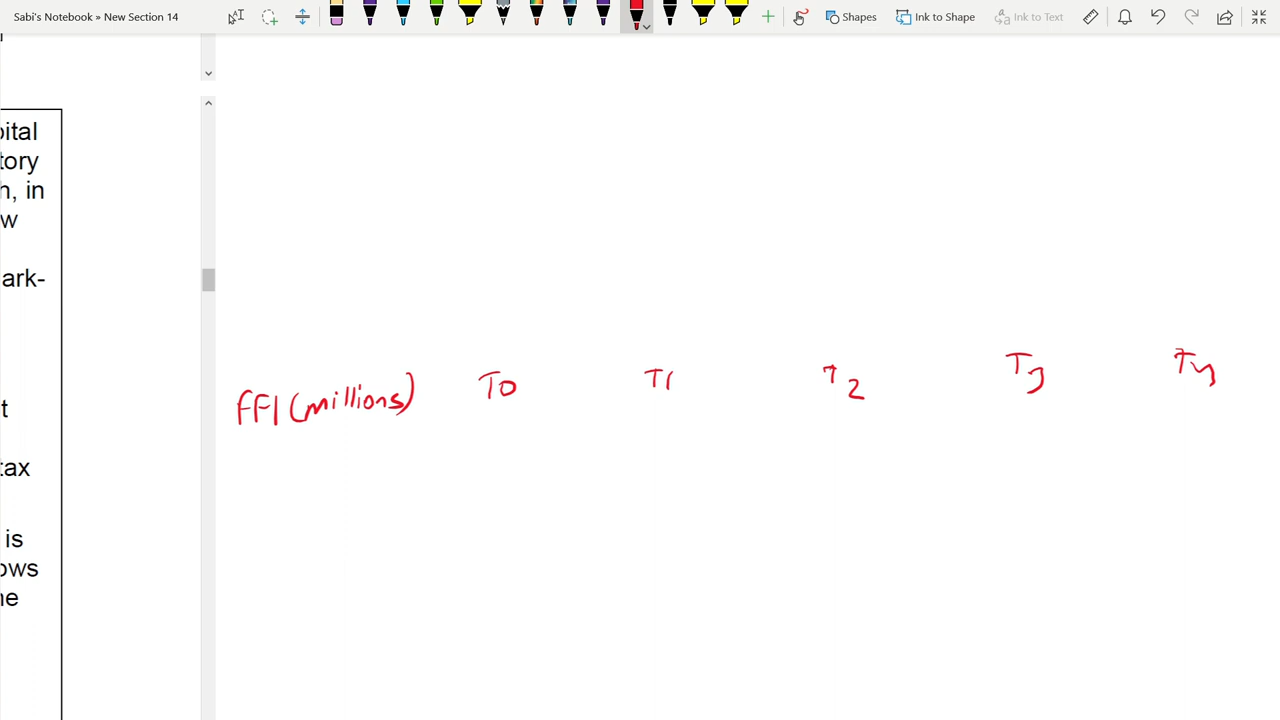 Sabi's Notebook » New Section 14
Shapes
Ink to Shape
Ink to Text
pital
tory
h, in
w
ark-
t
tax
is
ows
ne
FFI (millions) T0 T1 T2 T3 T4